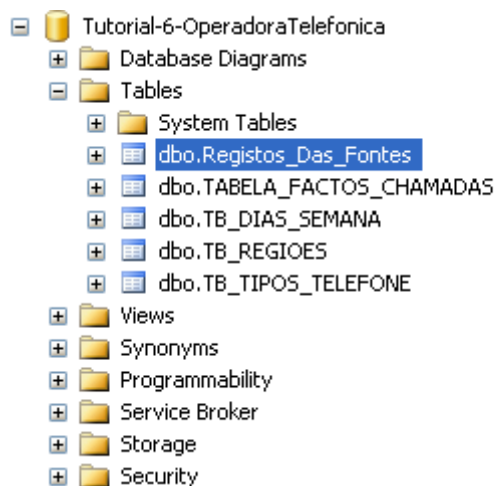 Tutorial-6-OperadoraTelefonica
Database Diagrams
Tables
System Tables
dbo.Registos_Das_Fontes
dbo.TABELA_FACTOS_CHAMADAS
dbo.TB_DIAS_SEMANA
dbo.TB_REGIOES
dbo.TB_TIPOS_TELEFONE
Views
Synonyms
Programmability
Service Broker
Storage
Security